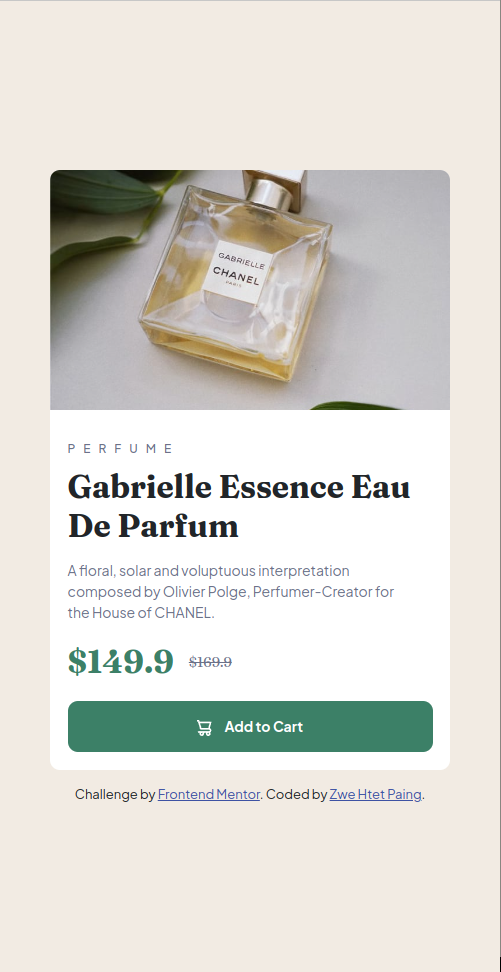 GABRIELLE
CHANEL
PARIS
PERFUME
Gabrielle Essence Eau
De Parfum
A floral, solar and voluptuous interpretation
composed by Olivier Polge, Perfumer-Creator for
the House of CHANEL.
$149.9 $169.9
Add to Cart
Challenge by Frontend Mentor. Coded by Zwe Htet Paing.